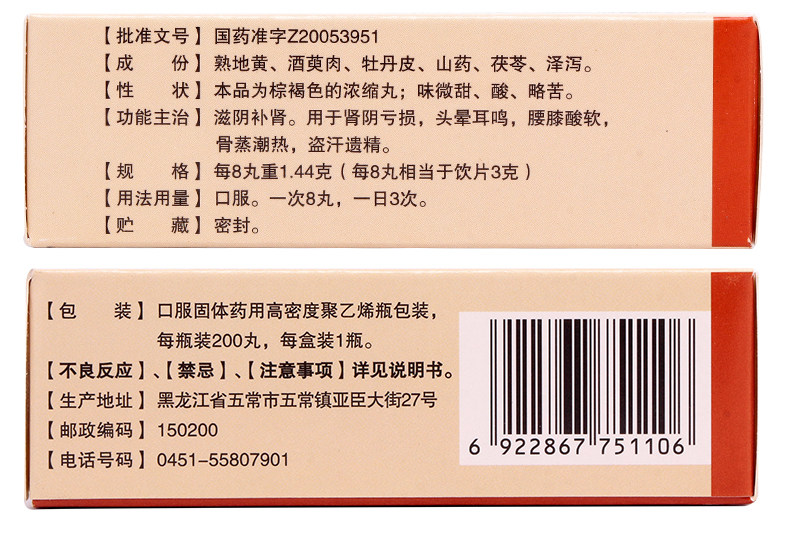 【批准文号】国药准字Z20053951
【成　　份】熟地黄、酒萸肉、牡丹皮、山药、茯苓、泽泻。
【性　　状】本品为棕褐色的浓缩丸；味微甜、酸、略苦。
【功能主治】滋阴补肾。用于肾阴亏损，头晕耳鸣，腰膝酸软，
骨蒸潮热，盗汗遗精。
【规　　格】每8丸重1.44克（每8丸相当于饮片3克）
【用法用量】口服。一次8丸，一日3次。
【贮　　藏】密封。
【包　　装】口服固体药用高密度聚乙烯瓶包装，
每瓶装200丸，每盒装1瓶。
【不良反应】、【禁忌】、【注意事项】详见说明书。
【生产地址】黑龙江省五常市五常镇亚臣大街27号
【邮政编码】150200
【电话号码】0451-55807901
6 922867 751106